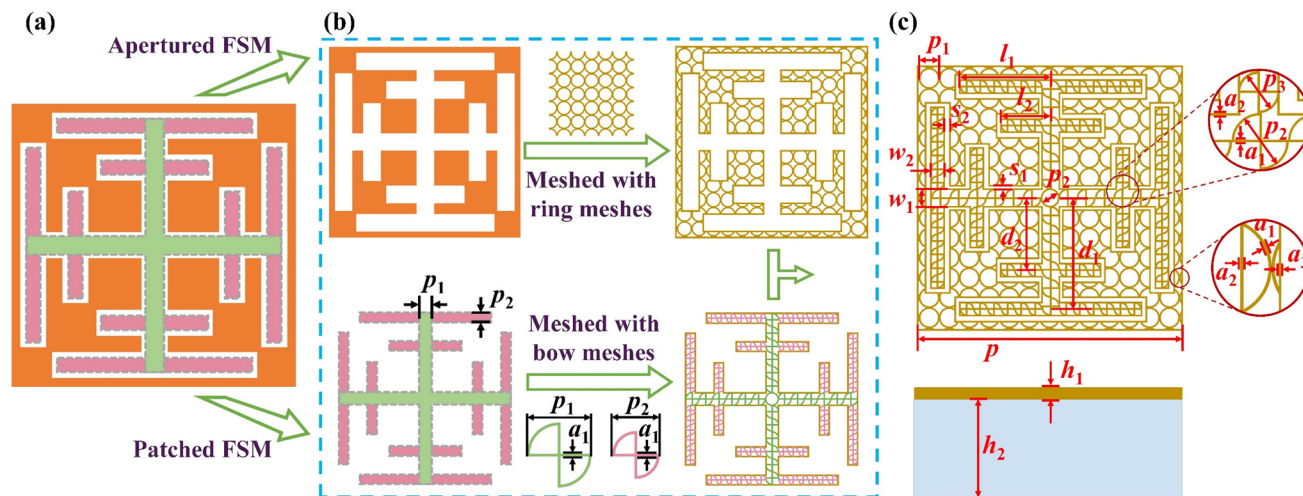 (a)
Apertured FSM
Patched FSM
(b)
Meshed with
ring meshes
p1
p2
Meshed with
bow meshes
p1
p2
a1
a1
(c)
p1
l1
l2
s2
w2
s1
p2
w1
d2
d1
p
p3
a2
p2
a1
a1
a2
h1
h2